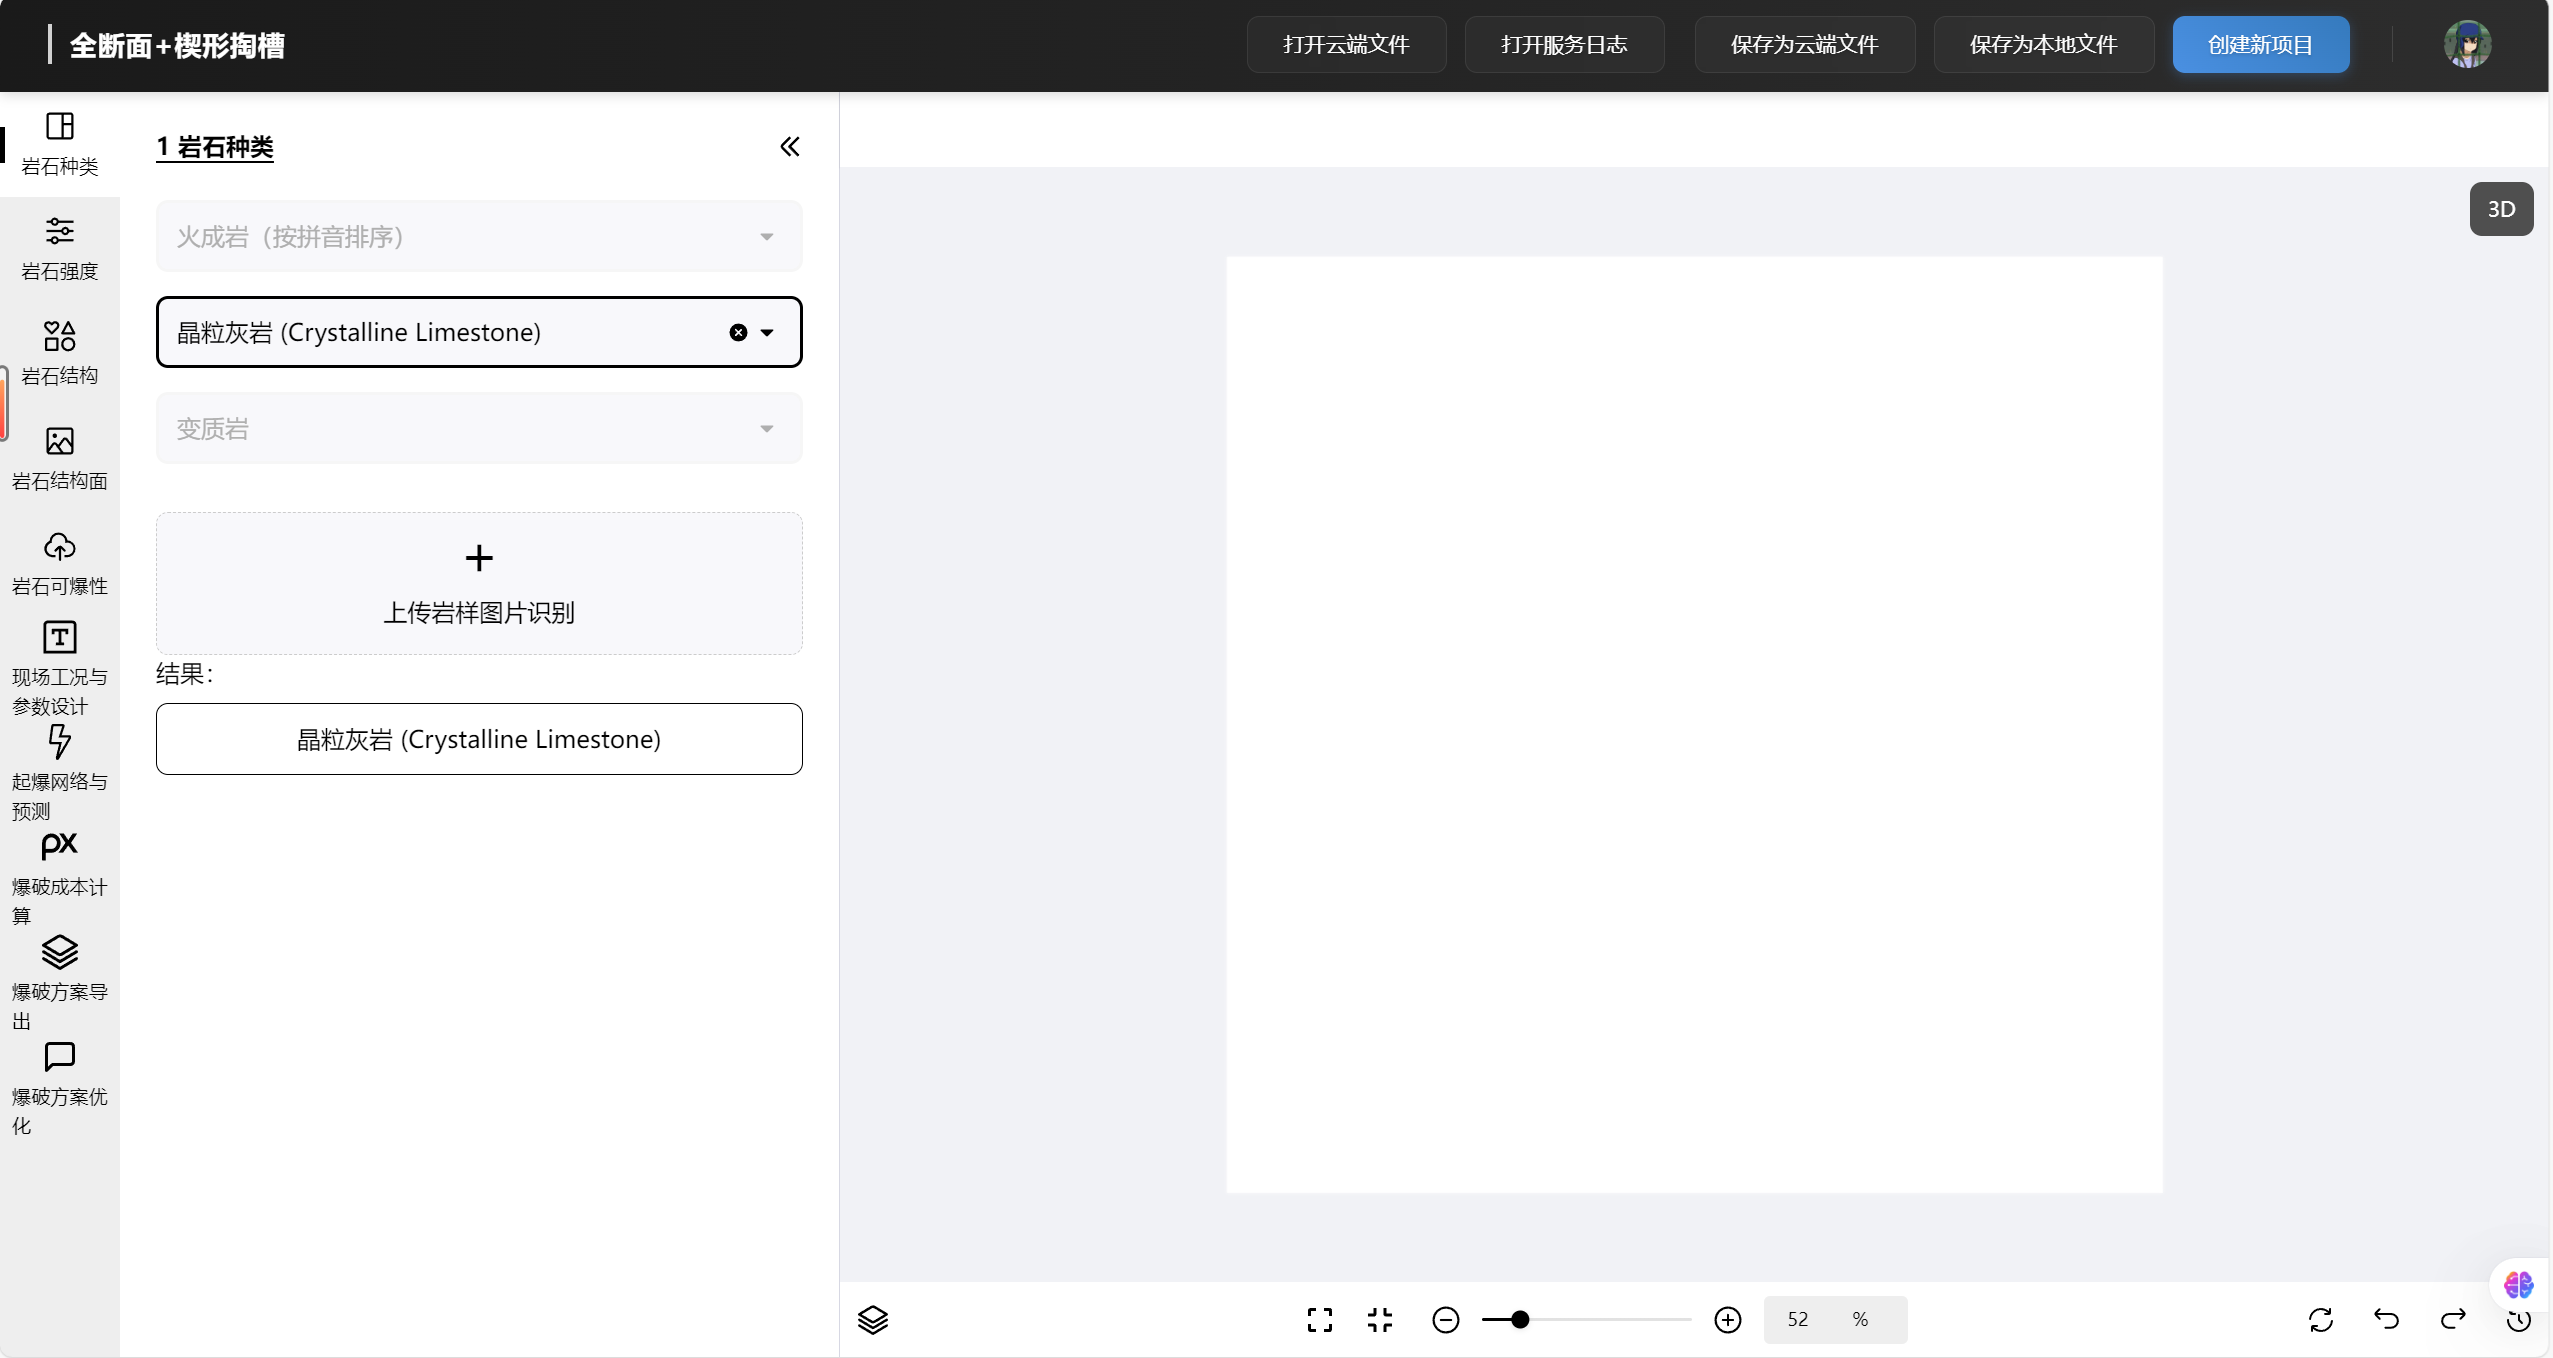 全断面+楔形掏槽
打开云端文件
打开服务日志
保存为云端文件
保存为本地文件
创建新项目
岩石种类
岩石强度
岩石结构
岩石结构面
岩石可爆性
现场工况与
参数设计
起爆网络与
预测
爆破成本计
算
爆破方案导
出
爆破方案优
化
1 岩石种类
火成岩（按拼音排序）
晶粒灰岩 (Crystalline Limestone)
变质岩
上传岩样图片识别
结果：
晶粒灰岩 (Crystalline Limestone)
3D
52 %